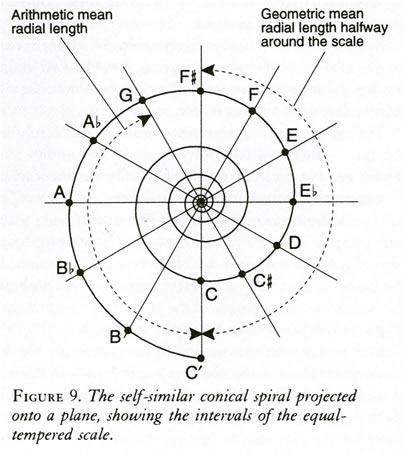 Arithmetic mean
radial length
Geometric mean
radial length halfway
around the scale
F♯
G
F
A♭
E
A
E♭
B♭
D
C
C♯
B
C′
FIGURE 9. The self-similar conical spiral projected
onto a plane, showing the intervals of the equal-
tempered scale.